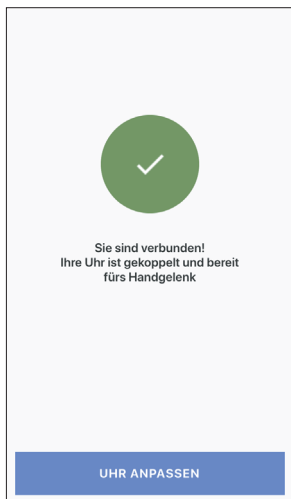 Sie sind verbunden!
Ihre Uhr ist gekoppelt und bereit
fürs Handgelenk
UHR ANPASSEN